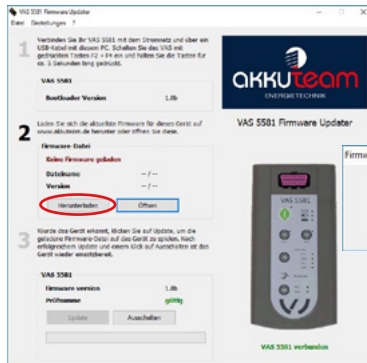 VAS 5581 Firmware Updater
Datei Einstellungen ?
1
Verbinden Sie Ihr VAS 5581 mit dem Stromnetz und über ein
USB-Kabel mit diesem PC. Schalten Sie das VAS mit
gedrückten Tasten F2 + F4 ein und halten Sie die Tasten für
ca. 5 Sekunden lang gedrückt.
VAS 5581
Bootloader Version 1.0b
2
Laden Sie sich die aktuellste Firmware für dieses Gerät auf
www.akkuteam.de herunter oder öffnen Sie diese.
Firmware-Datei
Keine Firmware geladen
Dateiname --/--
Version --/--
Herunterladen Öffnen
3
Wurde das Gerät erkannt, klicken Sie auf Update, um die
geladene Firmware-Datei auf das Gerät zu spielen. Nach
erfolgreichem Update und einem Klick auf Ausschalten ist das
Gerät wieder einsatzbereit.
VAS 5581
Firmware version 1.0b
Prüfsumme gültig
Update Ausschalten
akkuteam
ENERGIETECHNIK
VAS 5581 Firmware Updater
Firmw
VAS 5581
VAS 5581 verbunden